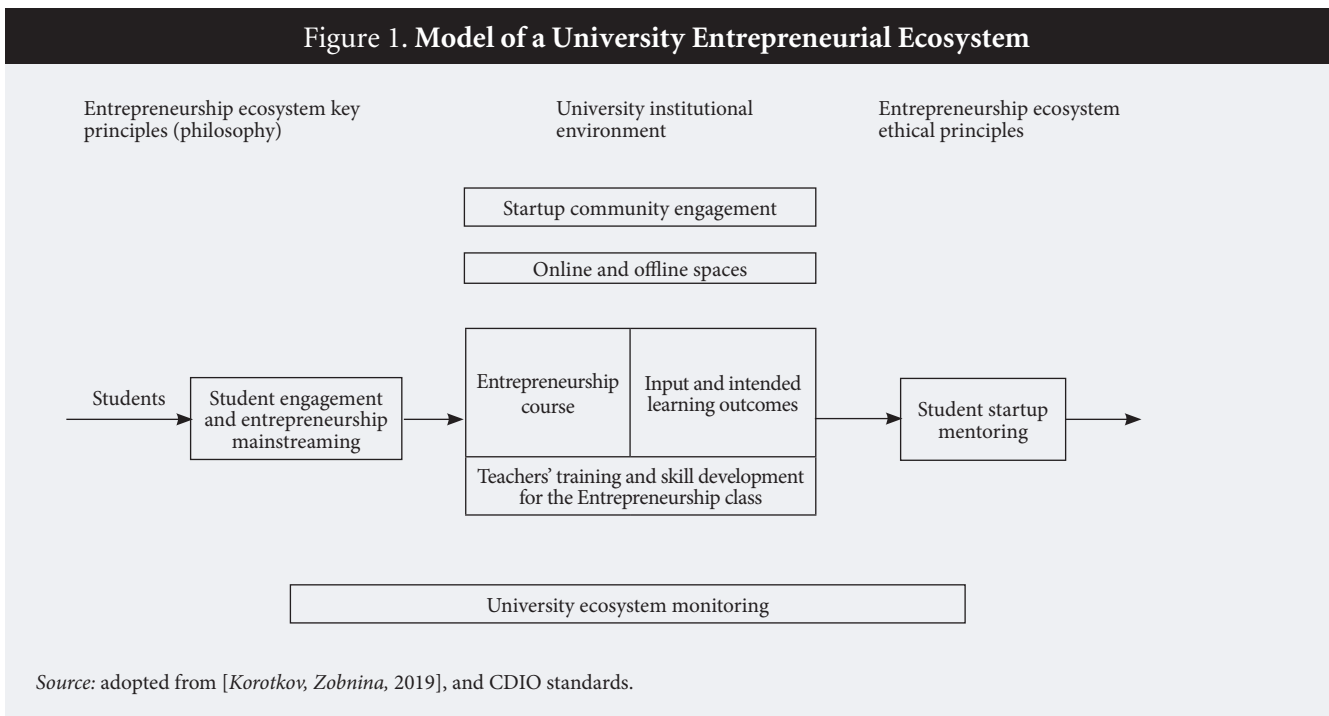 Figure 1. Model of a University Entrepreneurial Ecosystem
Entrepreneurship ecosystem key
principles (philosophy)
University institutional
environment
Entrepreneurship ecosystem
ethical principles
Startup community engagement
Online and offline spaces
Students
Student engagement
and entrepreneurship
mainstreaming
Entrepreneurship
course
Input and intended
learning outcomes
Teachers’ training and skill development
for the Entrepreneurship class
Student startup
mentoring
University ecosystem monitoring
Source: adopted from [Korotkov, Zobnina, 2019], and CDIO standards.